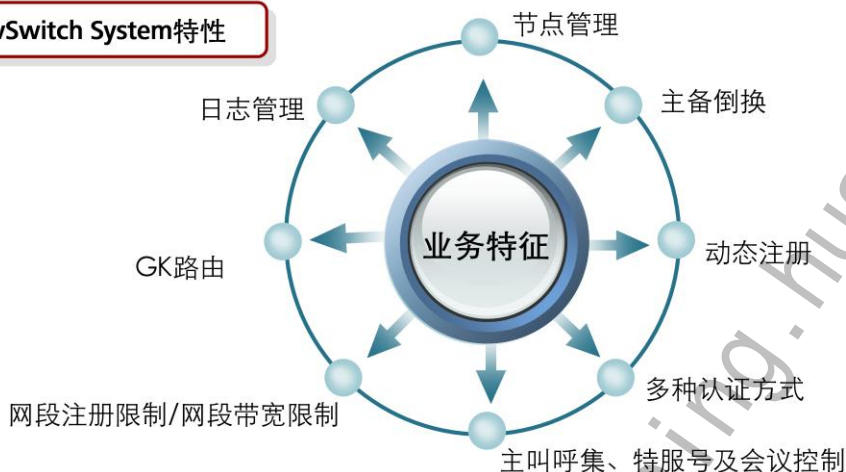 vSwitch System特性
节点管理
日志管理
主备倒换
业务特征
GK路由
动态注册
多种认证方式
网段注册限制/网段带宽限制
主叫呼集、特服号及会议控制
ing.hu